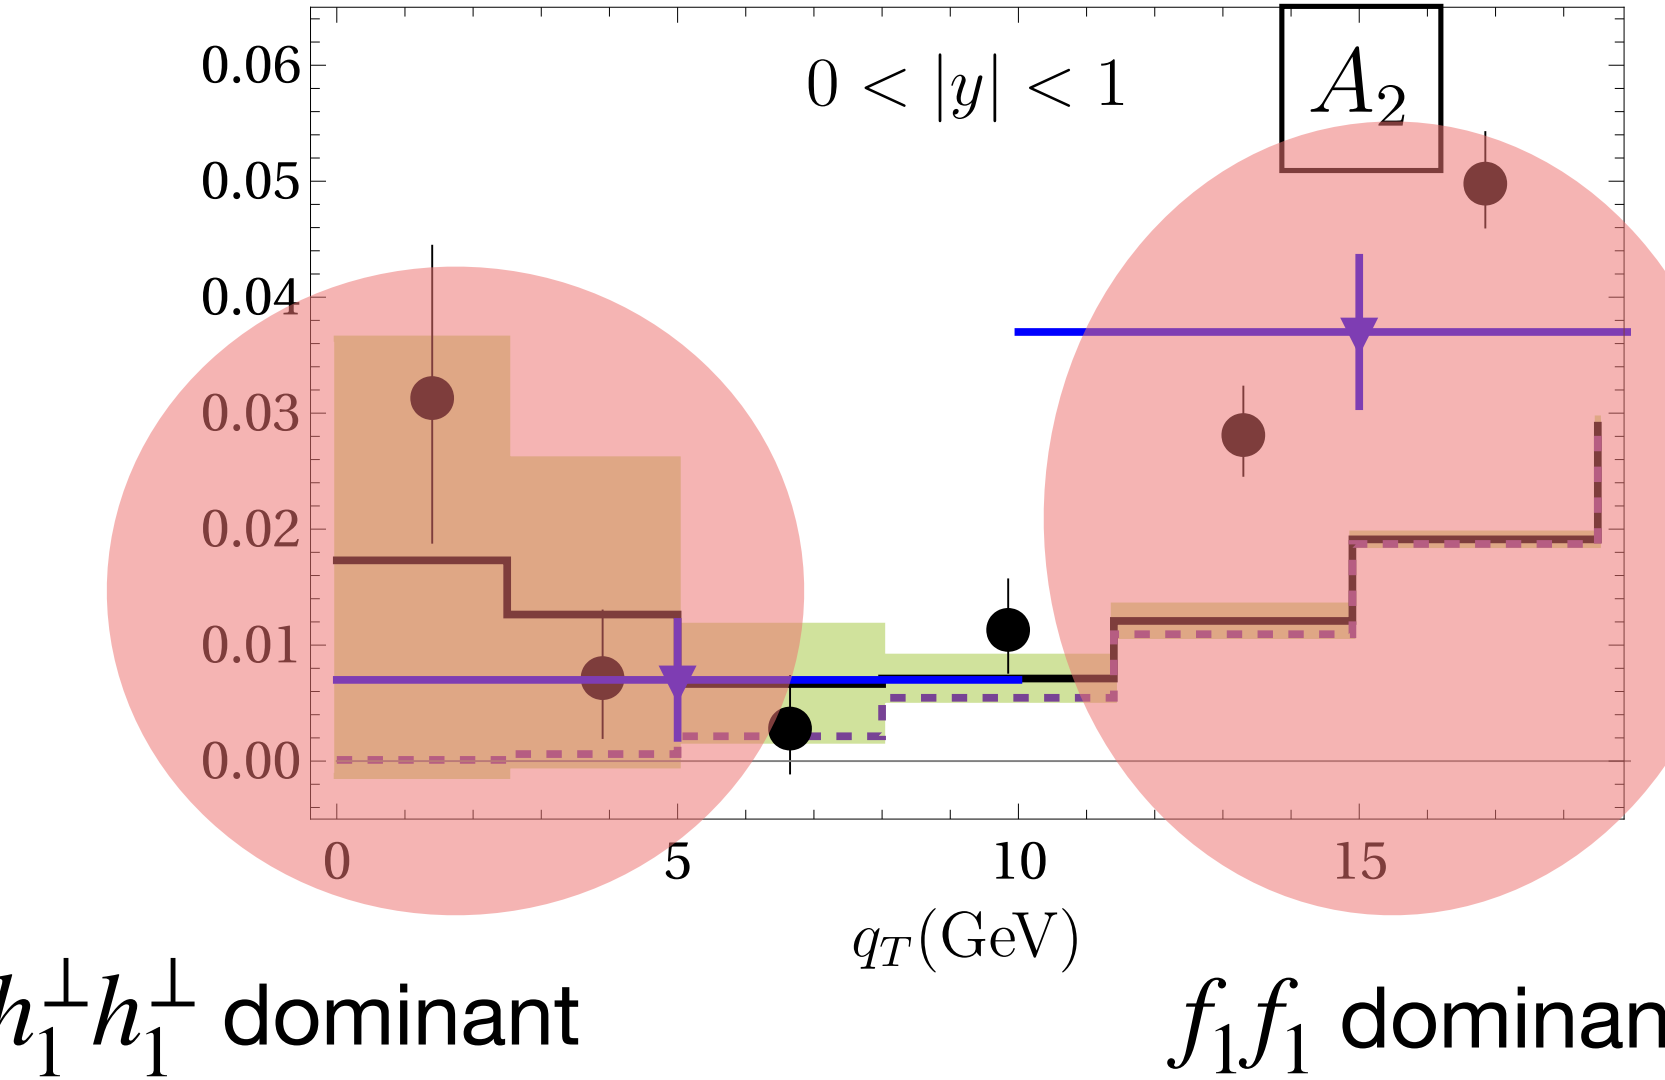 0 < |y| < 1
A₂
0.06
0.05
0.04
0.03
0.02
0.01
0.00
0 5 10 15
q_T(GeV)
h₁^⊥h₁^⊥ dominant
f₁f₁ dominan